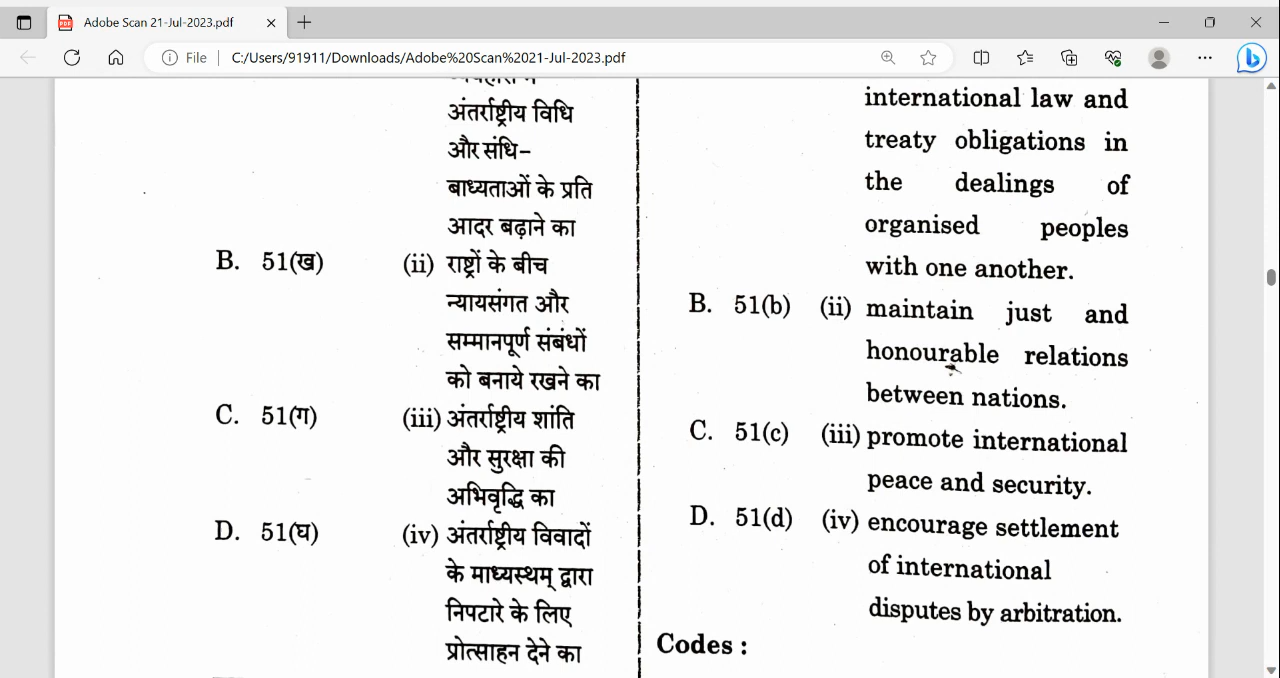 Adobe Scan 21-Jul-2023.pdf
File
C:/Users/91911/Downloads/Adobe%20Scan%2021-Jul-2023.pdf
अंतर्राष्ट्रीय विधि
और संधि-
बाध्यताओं के प्रति
आदर बढ़ाने का
B. 51(ख) (ii) राष्ट्रों के बीच
न्यायसंगत और
सम्मानपूर्ण संबंधों
को बनाये रखने का
C. 51(ग) (iii) अंतर्राष्ट्रीय शांति
और सुरक्षा की
अभिवृद्धि का
D. 51(घ) (iv) अंतर्राष्ट्रीय विवादों
के माध्यस्थम् द्वारा
निपटारे के लिए
प्रोत्साहन देने का
international law and
treaty obligations in
the dealings of
organised peoples
with one another.
B. 51(b) (ii) maintain just and
honourable relations
between nations.
C. 51(c) (iii) promote international
peace and security.
D. 51(d) (iv) encourage settlement
of international
disputes by arbitration.
Codes :